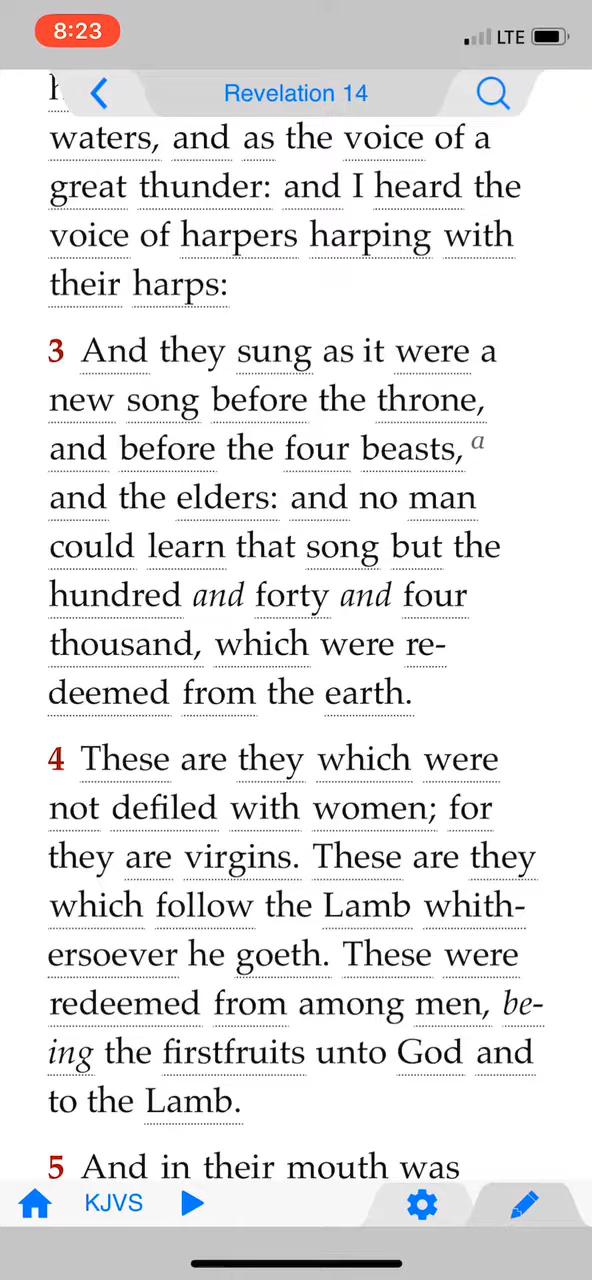 8:23
LTE
Revelation 14
waters, and as the voice of a
great thunder: and I heard the
voice of harpers harping with
their harps:
3 And they sung as it were a
new song before the throne,
and before the four beasts, a
and the elders: and no man
could learn that song but the
hundred and forty and four
thousand, which were re-
deemed from the earth.
4 These are they which were
not defiled with women; for
they are virgins. These are they
which follow the Lamb whith-
ersoever he goeth. These were
redeemed from among men, be-
ing the firstfruits unto God and
to the Lamb.
5 And in their mouth was
KJVS